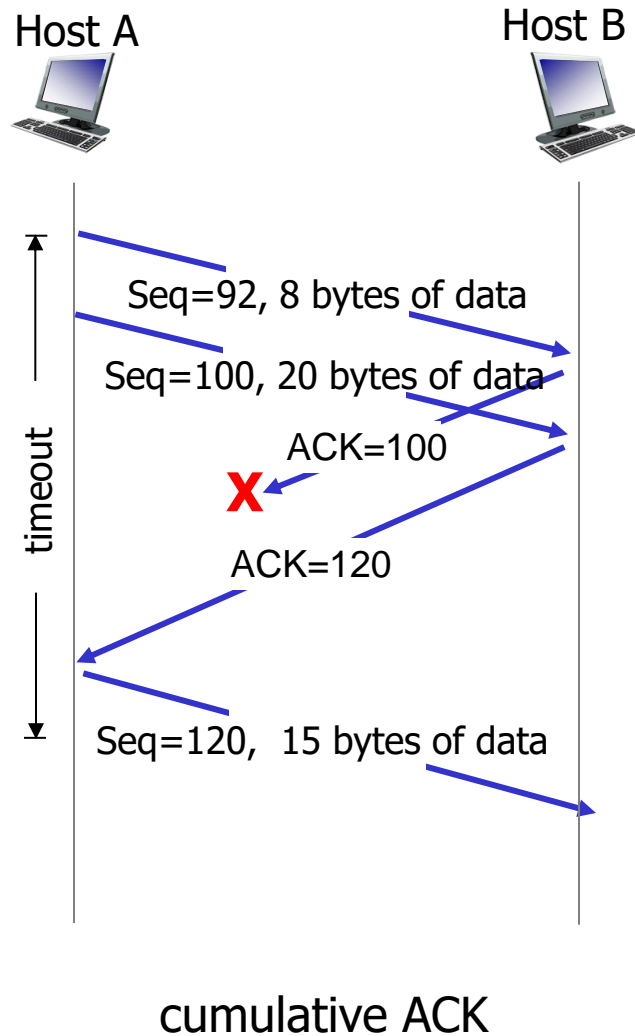 Host A
Host B
Seq=92, 8 bytes of data
Seq=100, 20 bytes of data
ACK=100
X
timeout
ACK=120
Seq=120, 15 bytes of data
cumulative ACK